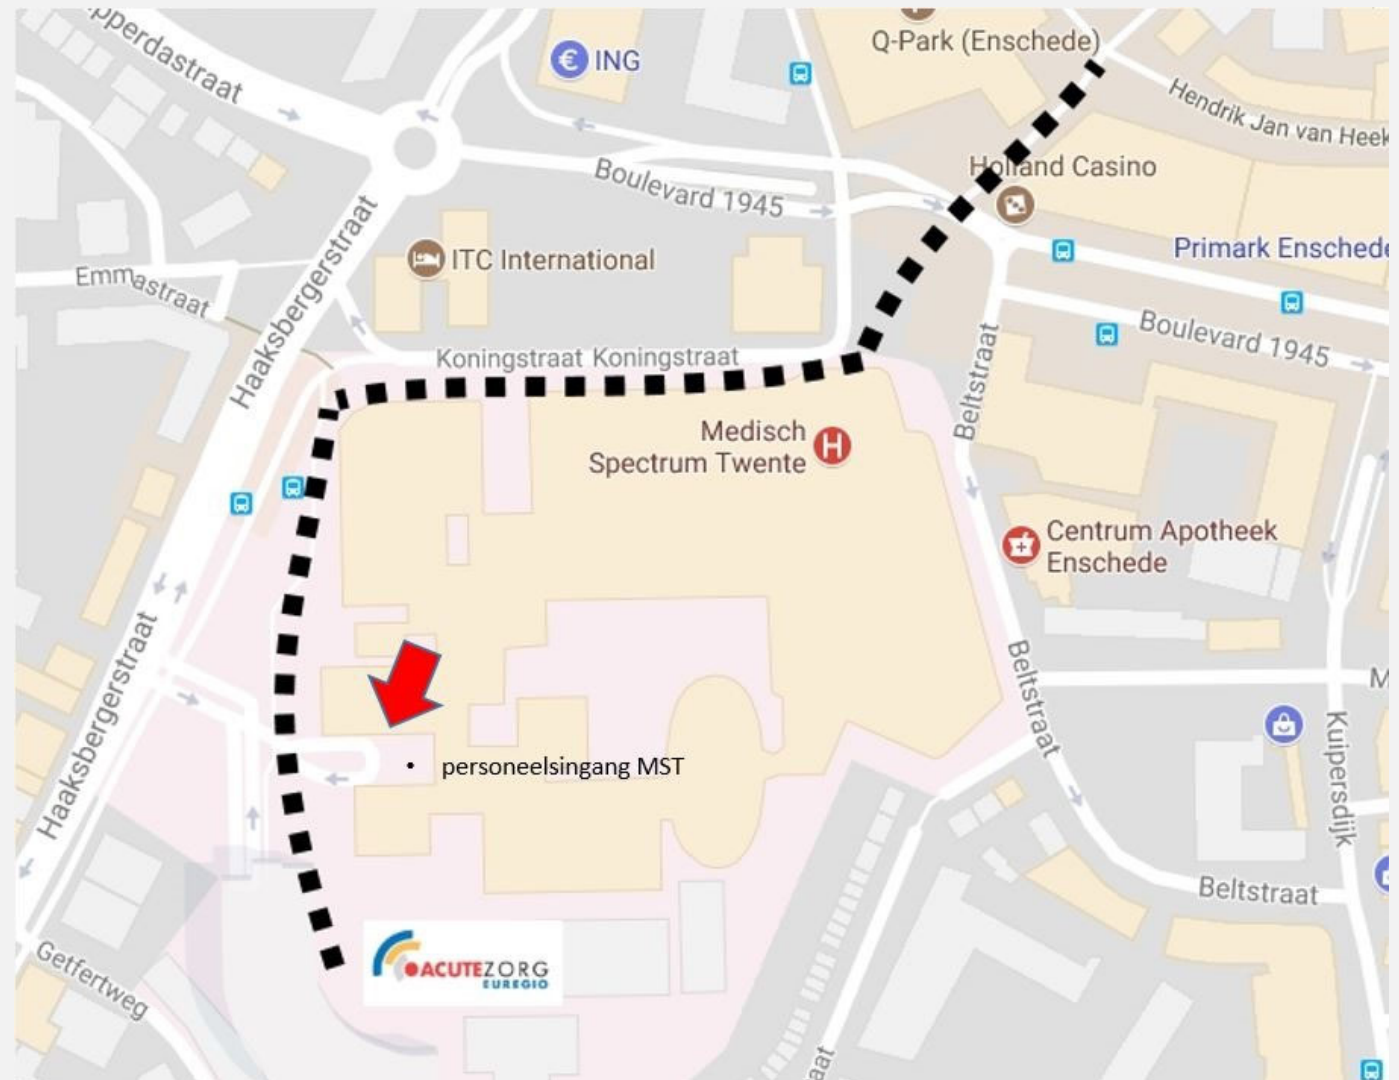 pperdastraat
ING
Q-Park (Enschede)
Hendrik Jan van Heek
Holland Casino
Boulevard 1945
Primark Enschede
ITC International
Emmastraat
Haaksbergerstraat
Boulevard 1945
Koningstraat Koningstraat
Beltstraat
Medisch
Spectrum Twente
H
Centrum Apotheek
Enschede
Haaksbergerstraat
Beltstraat
M
Kuipersdijk
• personeelsingang MST
Beltstraat
Getfertweg
ACUTEZORG
EUREGIO
aat